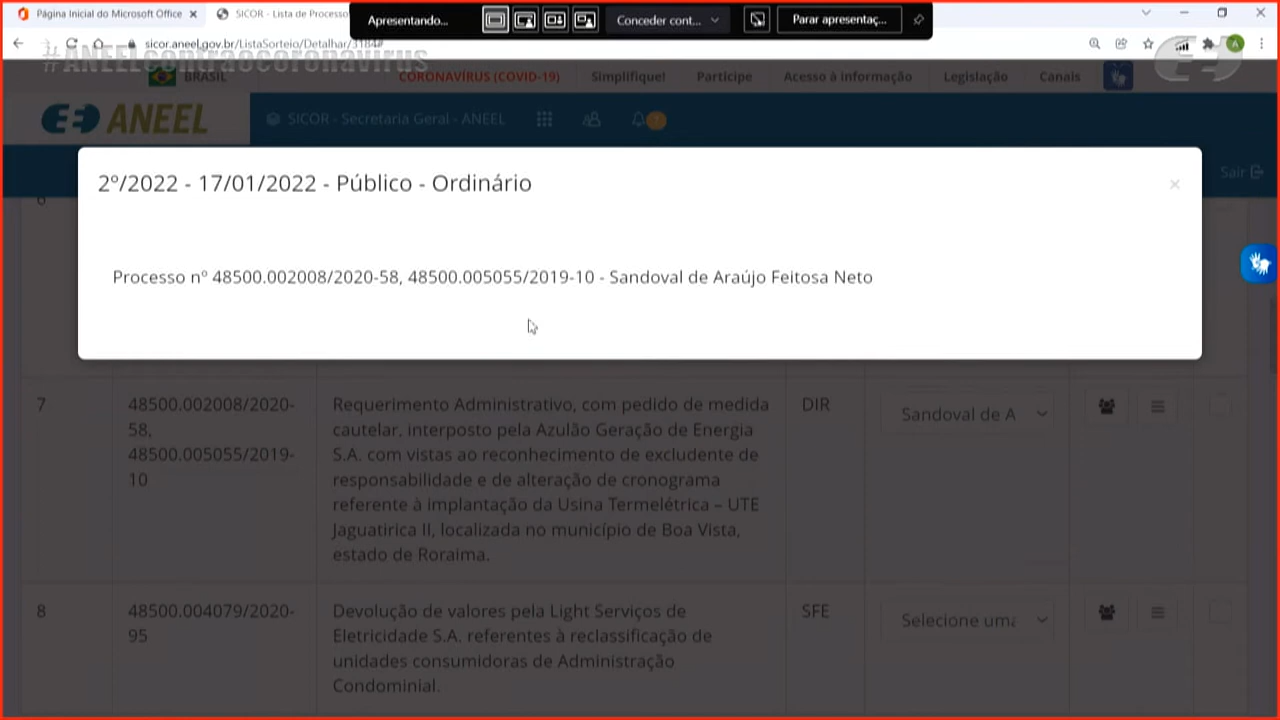 Página Inicial do Microsoft Office
SICOR - Lista de Processo
Apresentando...
Conceder cont...
Parar apresentaç...
sicor.aneel.gov.br/ListaSorteio/Detalhar/3184#
A
#ANEELcontraocoronavírus
BRASIL
CORONAVÍRUS (COVID-19)
Simplifique!
Participe
Acesso à informação
Legislação
Canais
ANEEL
SICOR - Secretaria Geral - ANEEL
Sair
2º/2022 - 17/01/2022 - Público - Ordinário
×
Processo nº 48500.002008/2020-58, 48500.005055/2019-10 - Sandoval de Araújo Feitosa Neto
6
7
48500.002008/2020-
58,
48500.005055/2019-
10
Requerimento Administrativo, com pedido de medida
cautelar, interposto pela Azulão Geração de Energia
S.A. com vistas ao reconhecimento de excludente de
responsabilidade e de alteração de cronograma
referente à implantação da Usina Termelétrica – UTE
Jaguatirica II, localizada no município de Boa Vista,
estado de Roraima.
DIR
Sandoval de A
8
48500.004079/2020-
95
Devolução de valores pela Light Serviços de
Eletricidade S.A. referentes à reclassificação de
unidades consumidoras de Administração
Condominial.
SFE
Selecione uma